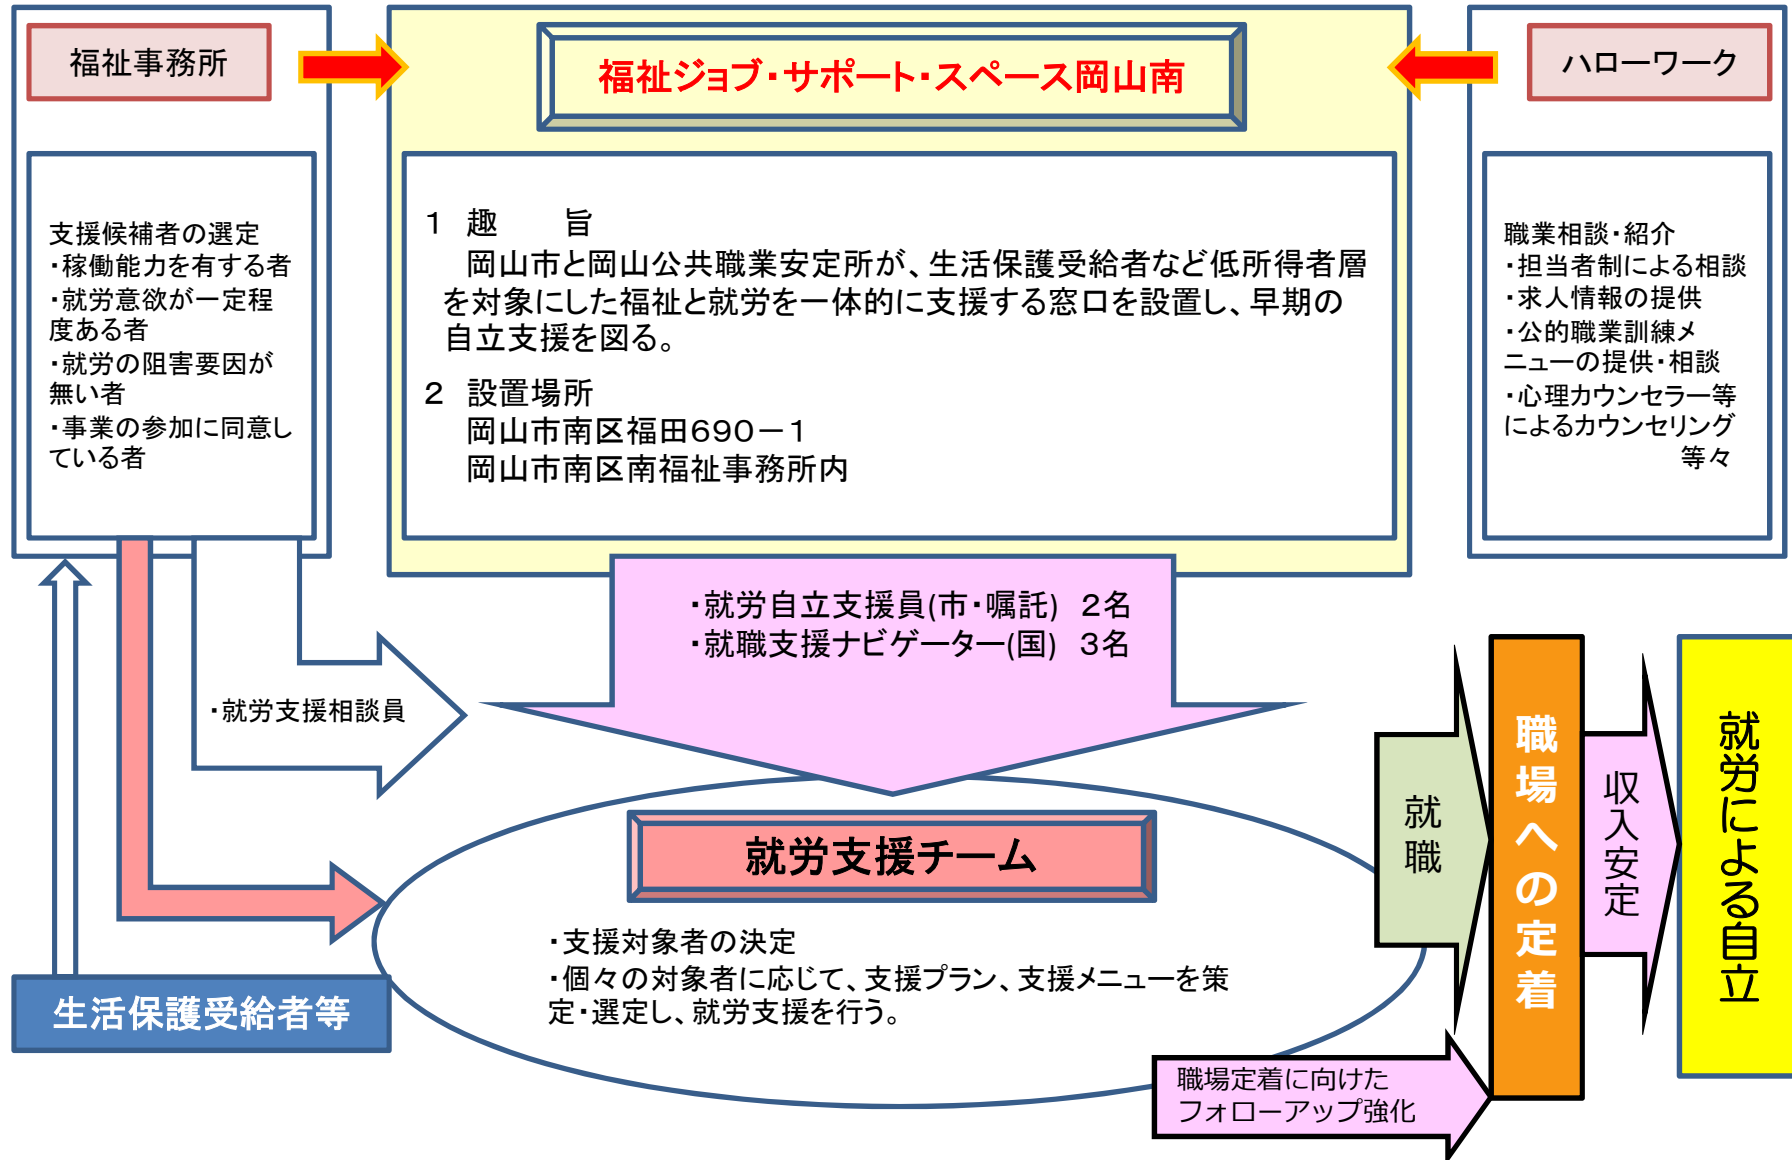 福祉事務所
支援候補者の選定
・稼働能力を有する者
・就労意欲が一定程
度ある者
・就労の阻害要因が
無い者
・事業の参加に同意し
ている者
福祉ジョブ・サポート・スペース岡山南
１　趣　　旨
岡山市と岡山公共職業安定所が、生活保護受給者など低所得者層
を対象にした福祉と就労を一体的に支援する窓口を設置し、早期の
自立支援を図る。
２　設置場所
岡山市南区福田690－1
岡山市南区南福祉事務所内
ハローワーク
職業相談・紹介
・担当者制による相談
・求人情報の提供
・公的職業訓練メ
ニューの提供・相談
・心理カウンセラー等
によるカウンセリング
等々
・就労自立支援員(市・嘱託)　2名
・就職支援ナビゲーター(国)　3名
・就労支援相談員
就労支援チーム
・支援対象者の決定
・個々の対象者に応じて、支援プラン、支援メニューを策
定・選定し、就労支援を行う。
生活保護受給者等
就職
職場への定着
収入安定
就労による自立
職場定着に向けた
フォローアップ強化